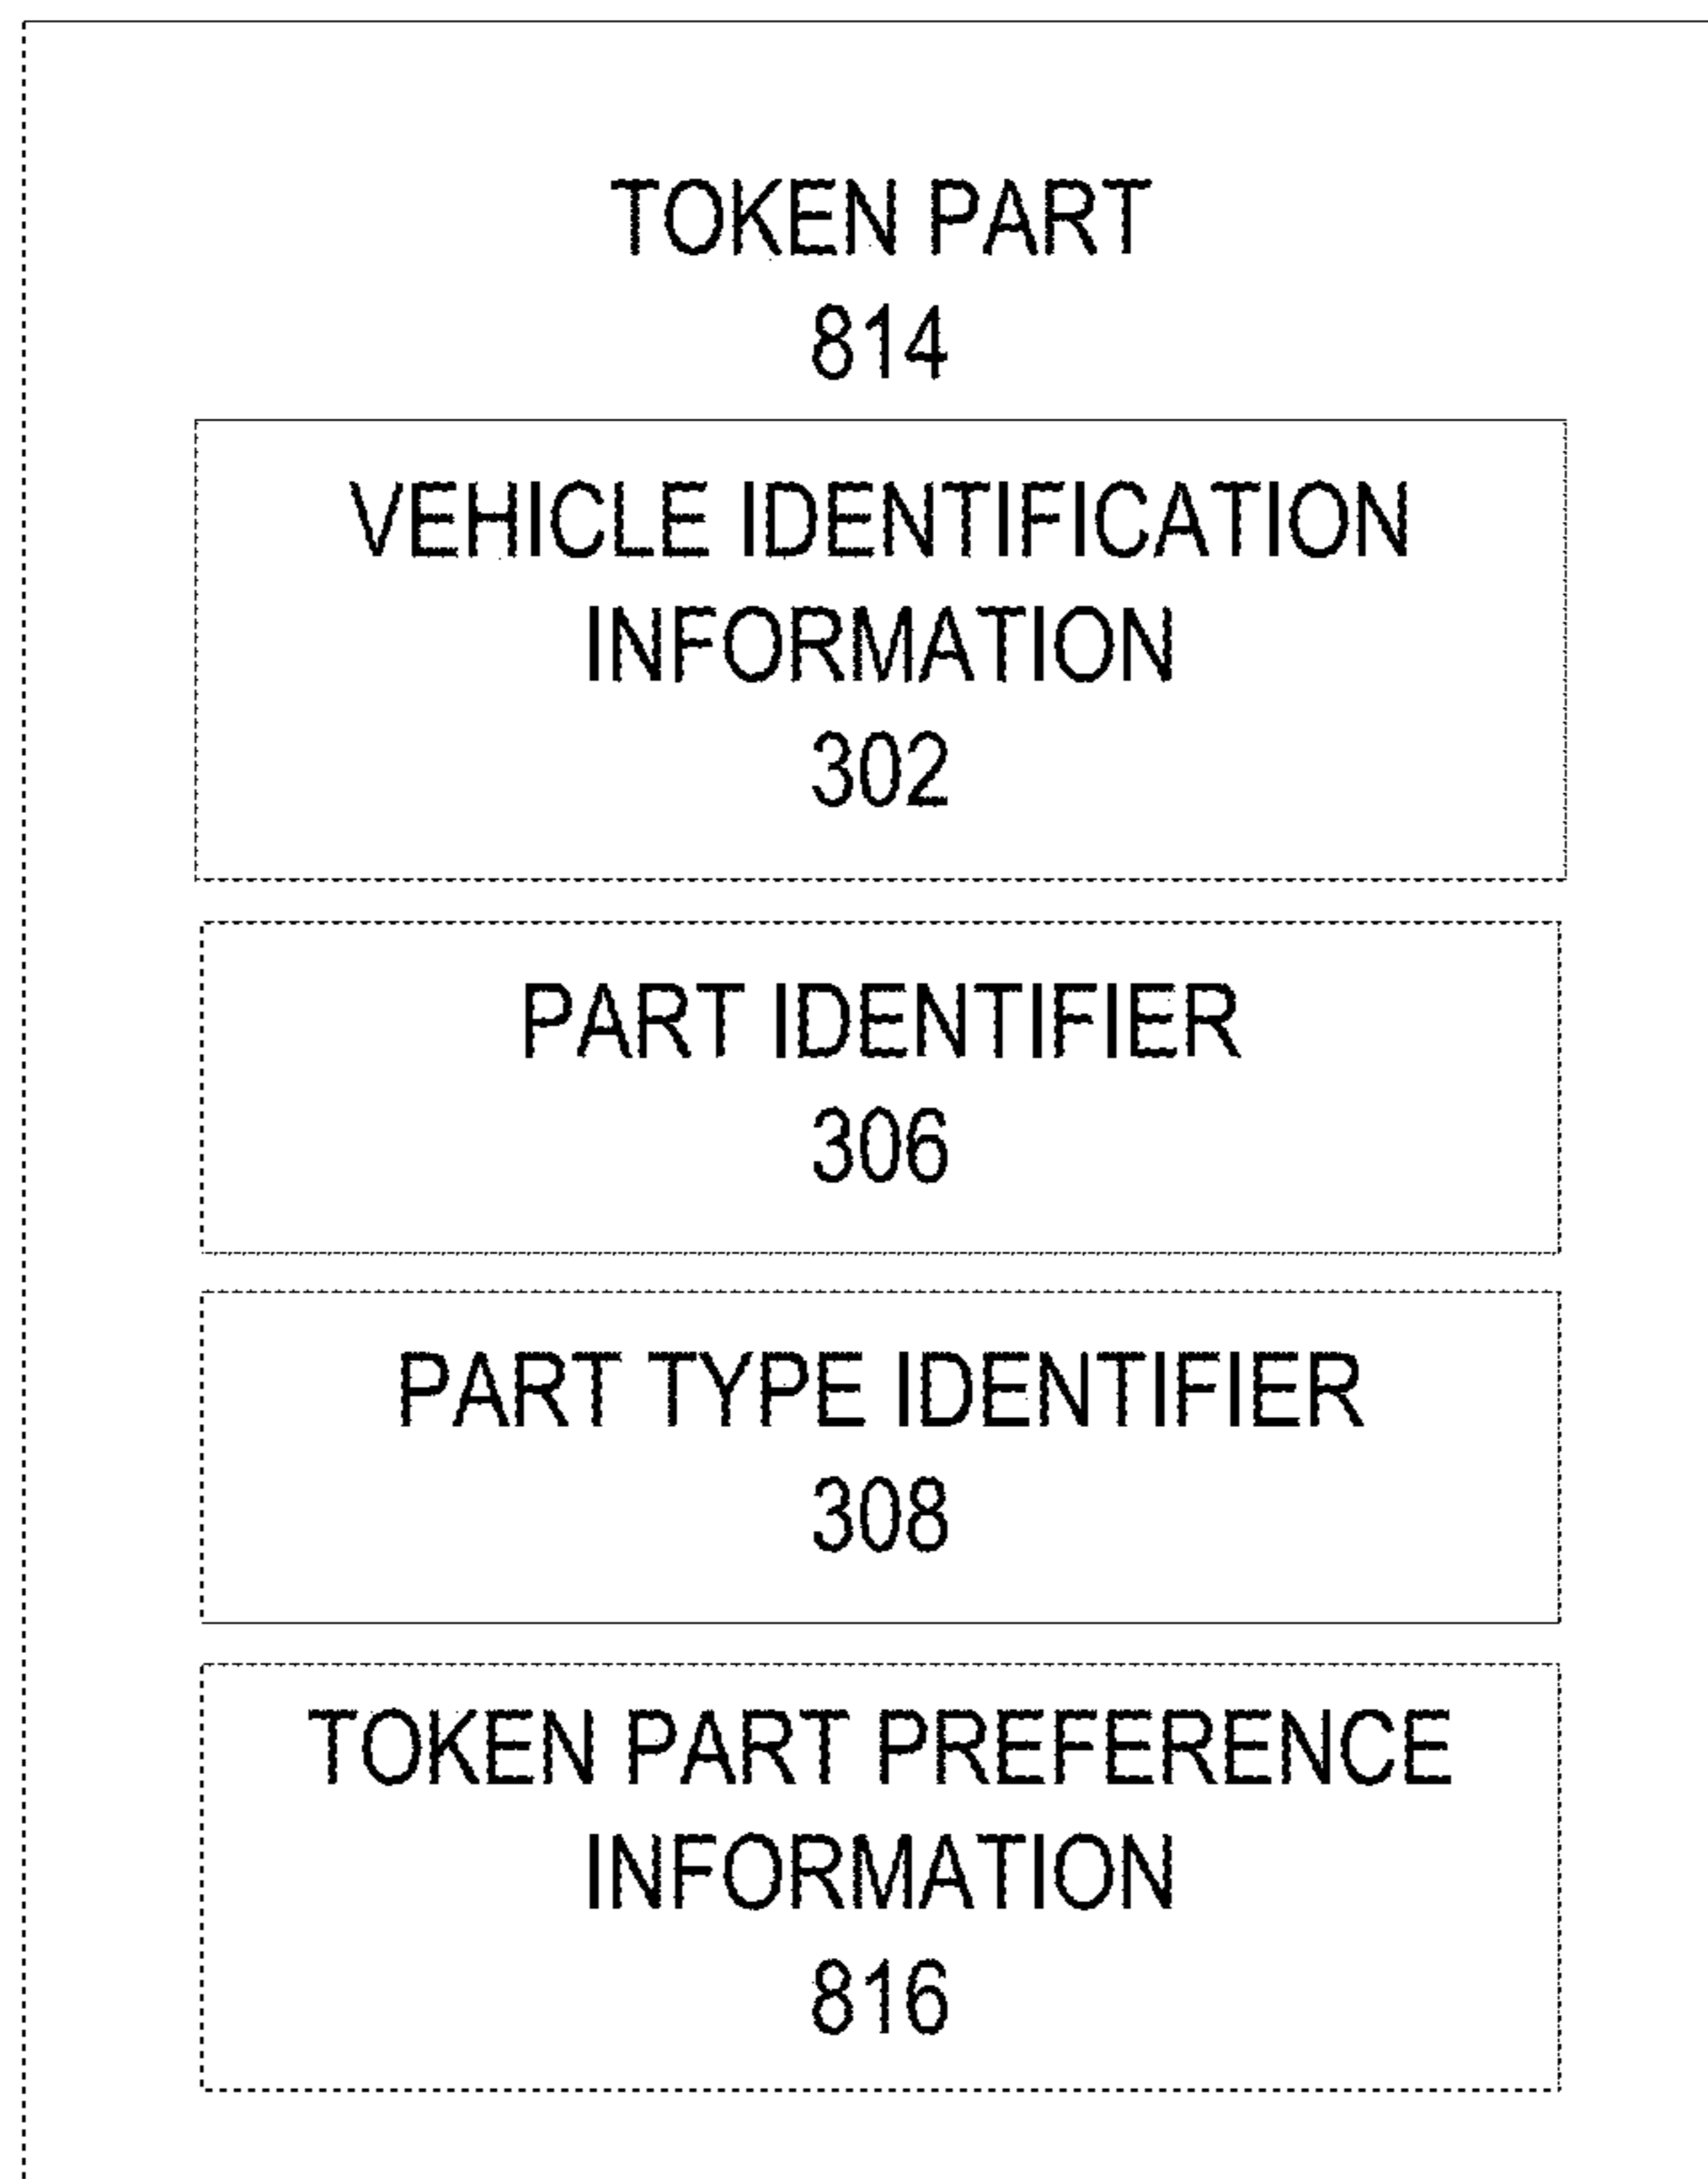 TOKEN PART
814
VEHICLE IDENTIFICATION
INFORMATION
302
PART IDENTIFIER
306
PART TYPE IDENTIFIER
308
TOKEN PART PREFERENCE
INFORMATION
816